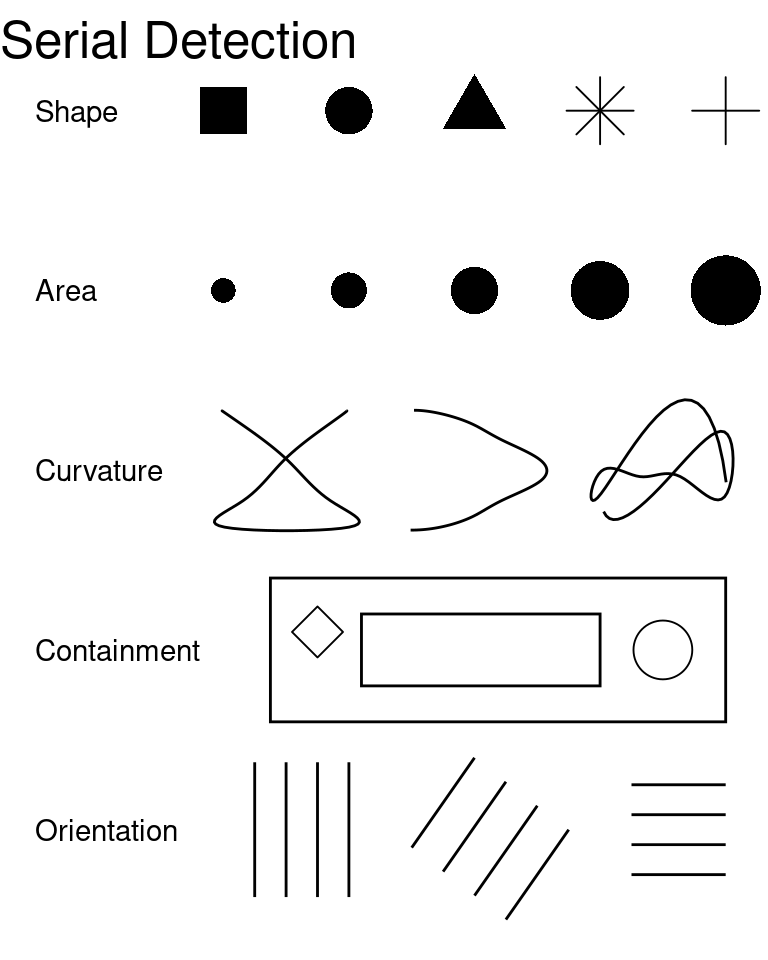 Serial Detection
Shape
Area
Curvature
Containment
Orientation